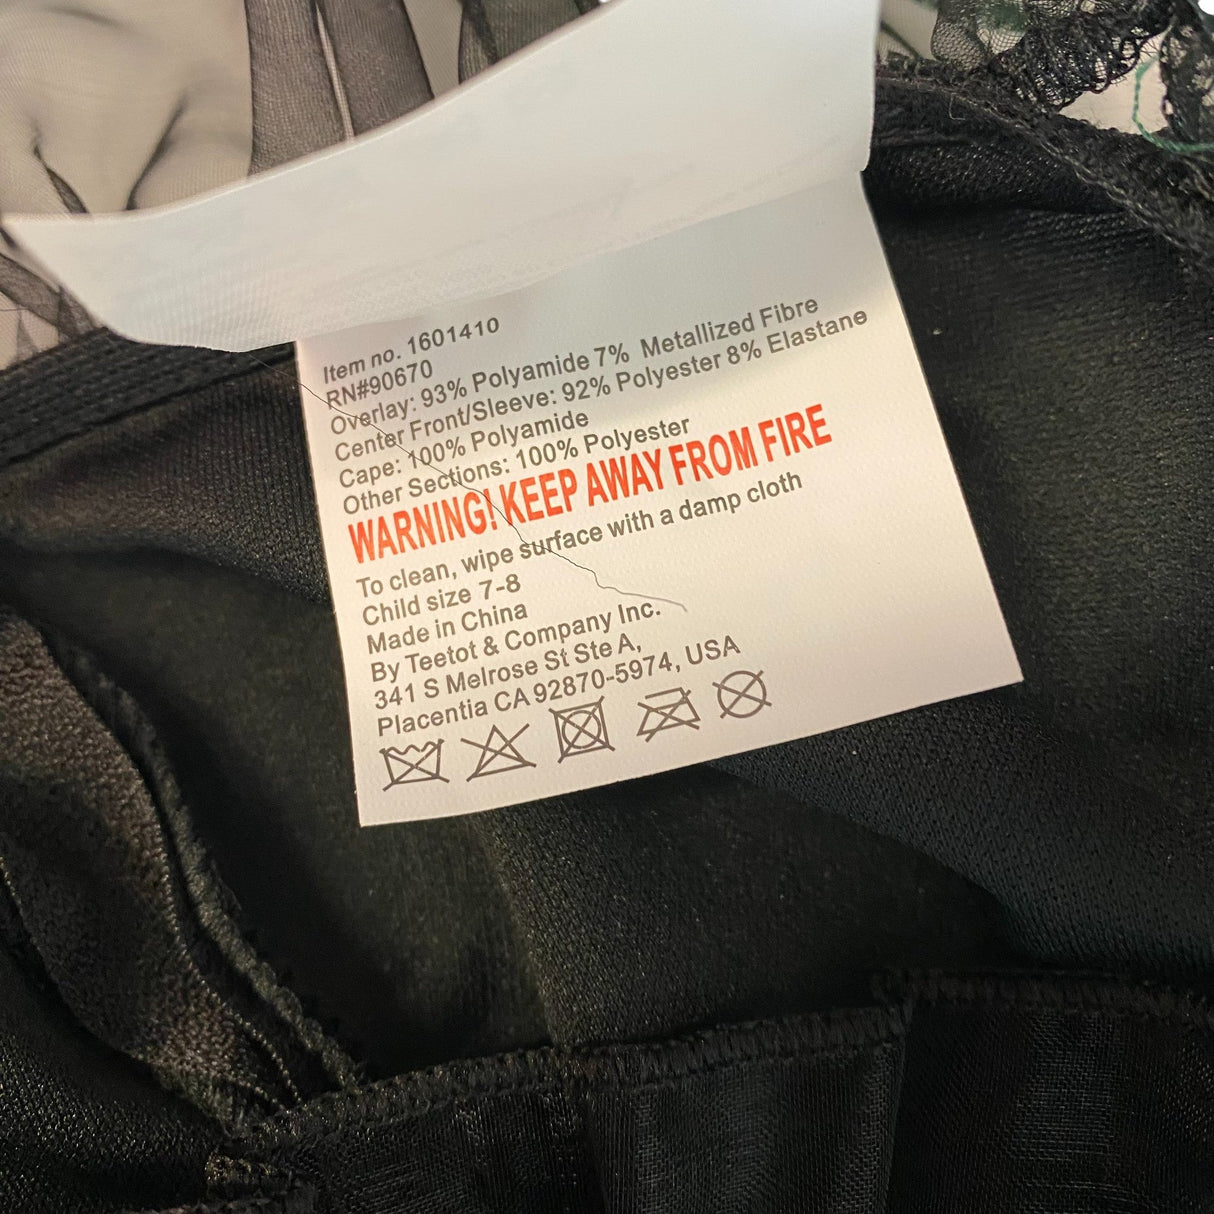 Item no. 1601410
RN#90670
Overlay: 93% Polyamide 7% Metallized Fibre
Center Front/Sleeve: 92% Polyester 8% Elastane
Cape: 100% Polyamide
Other Sections: 100% Polyester
WARNING! KEEP AWAY FROM FIRE
To clean, wipe surface with a damp cloth
Child size 7-8
Made in China
By Teetot & Company Inc.
341 S Melrose St Ste A,
Placentia CA 92870-5974, USA